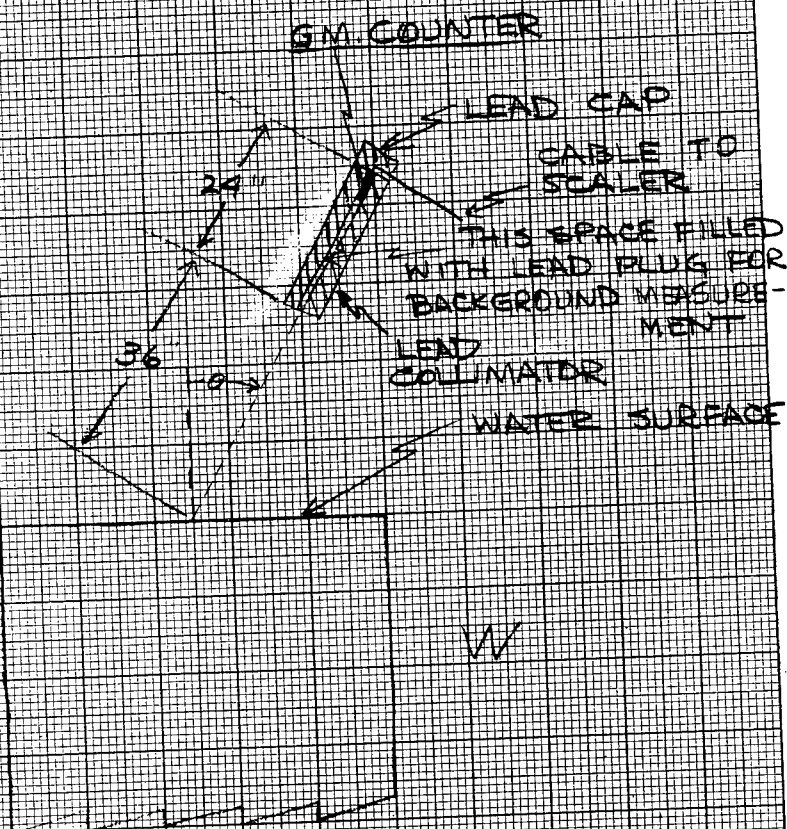 G.M. COUNTER
LEAD CAP
CABLE TO
SCALER
24"
THIS SPACE FILLED
WITH LEAD PLUG FOR
BACKGROUND MEASURE-
MENT
36"
LEAD
COLLIMATOR
θ
WATER SURFACE
W